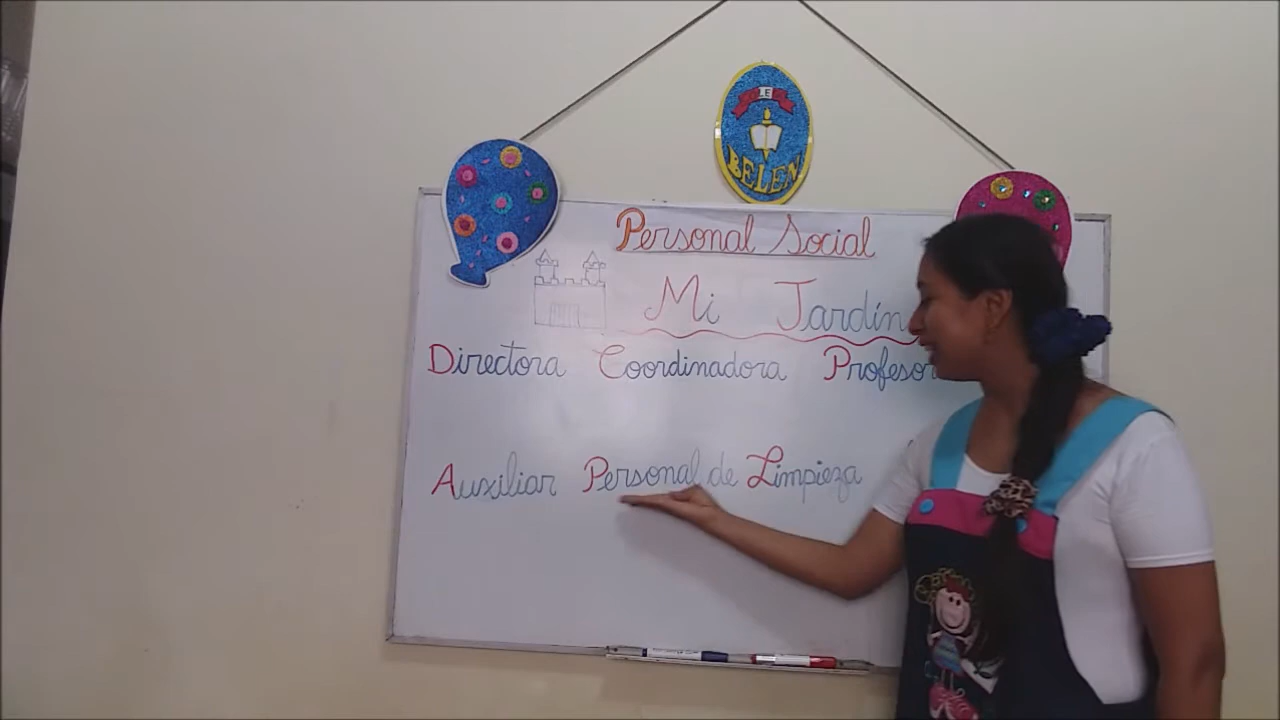 BELEN
Personal Social
Mi Jardín
Directora Coordinadora
Auxiliar Personal de Limpieza